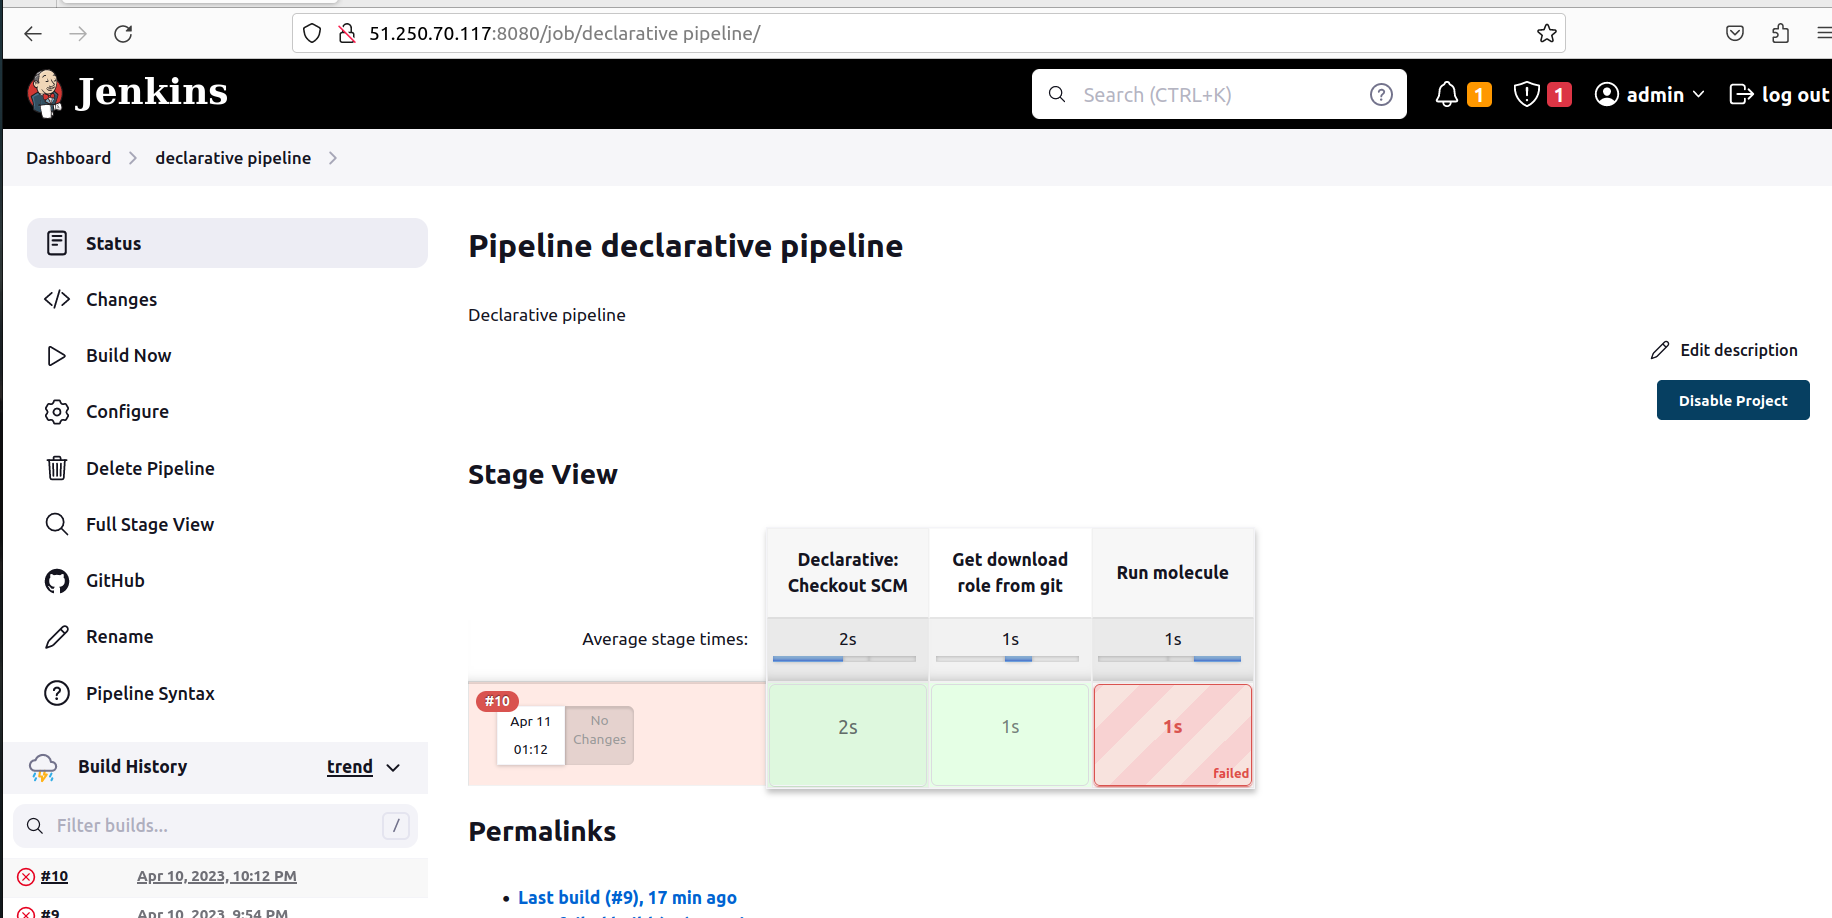 51.250.70.117:8080/job/declarative pipeline/
Jenkins
Search (CTRL+K)
?
1
1
admin
log out
Dashboard
declarative pipeline
Status
Changes
Build Now
Configure
Delete Pipeline
Full Stage View
GitHub
Rename
Pipeline Syntax
Build History
trend
Filter builds...
/
#10
Apr 10, 2023, 10:12 PM
#9
Apr 10, 2023, 9:54 PM
Pipeline declarative pipeline
Declarative pipeline
Edit description
Disable Project
Stage View
Declarative:
Checkout SCM
Get download
role from git
Run molecule
Average stage times:
2s
1s
1s
#10
Apr 11
01:12
No
Changes
2s
1s
1s
failed
Permalinks
Last build (#9), 17 min ago